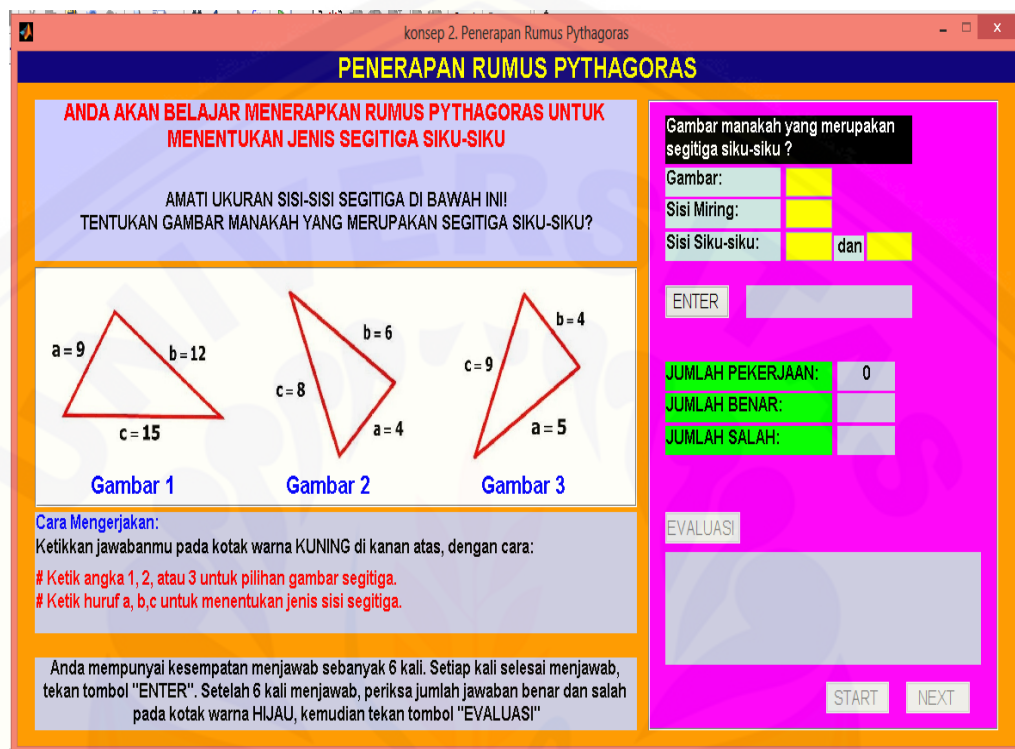 konsep 2. Penerapan Rumus Pythagoras
PENERAPAN RUMUS PYTHAGORAS
ANDA AKAN BELAJAR MENERAPKAN RUMUS PYTHAGORAS UNTUK
MENENTUKAN JENIS SEGITIGA SIKU-SIKU
AMATI UKURAN SISI-SISI SEGITIGA DI BAWAH INI!
TENTUKAN GAMBAR MANAKAH YANG MERUPAKAN SEGITIGA SIKU-SIKU?
a = 9
b = 12
c = 15
Gambar 1
b = 6
c = 8
a = 4
Gambar 2
b = 4
c = 9
a = 5
Gambar 3
Cara Mengerjakan:
Ketikkan jawabanmu pada kotak warna KUNING di kanan atas, dengan cara:
# Ketik angka 1, 2, atau 3 untuk pilihan gambar segitiga.
# Ketik huruf a, b,c untuk menentukan jenis sisi segitiga.
Anda mempunyai kesempatan menjawab sebanyak 6 kali. Setiap kali selesai menjawab,
tekan tombol "ENTER". Setelah 6 kali menjawab, periksa jumlah jawaban benar dan salah
pada kotak warna HIJAU, kemudian tekan tombol "EVALUASI"
Gambar manakah yang merupakan
segitiga siku-siku ?
Gambar:
Sisi Miring:
Sisi Siku-siku: dan
ENTER
JUMLAH PEKERJAAN: 0
JUMLAH BENAR:
JUMLAH SALAH:
EVALUASI
START NEXT